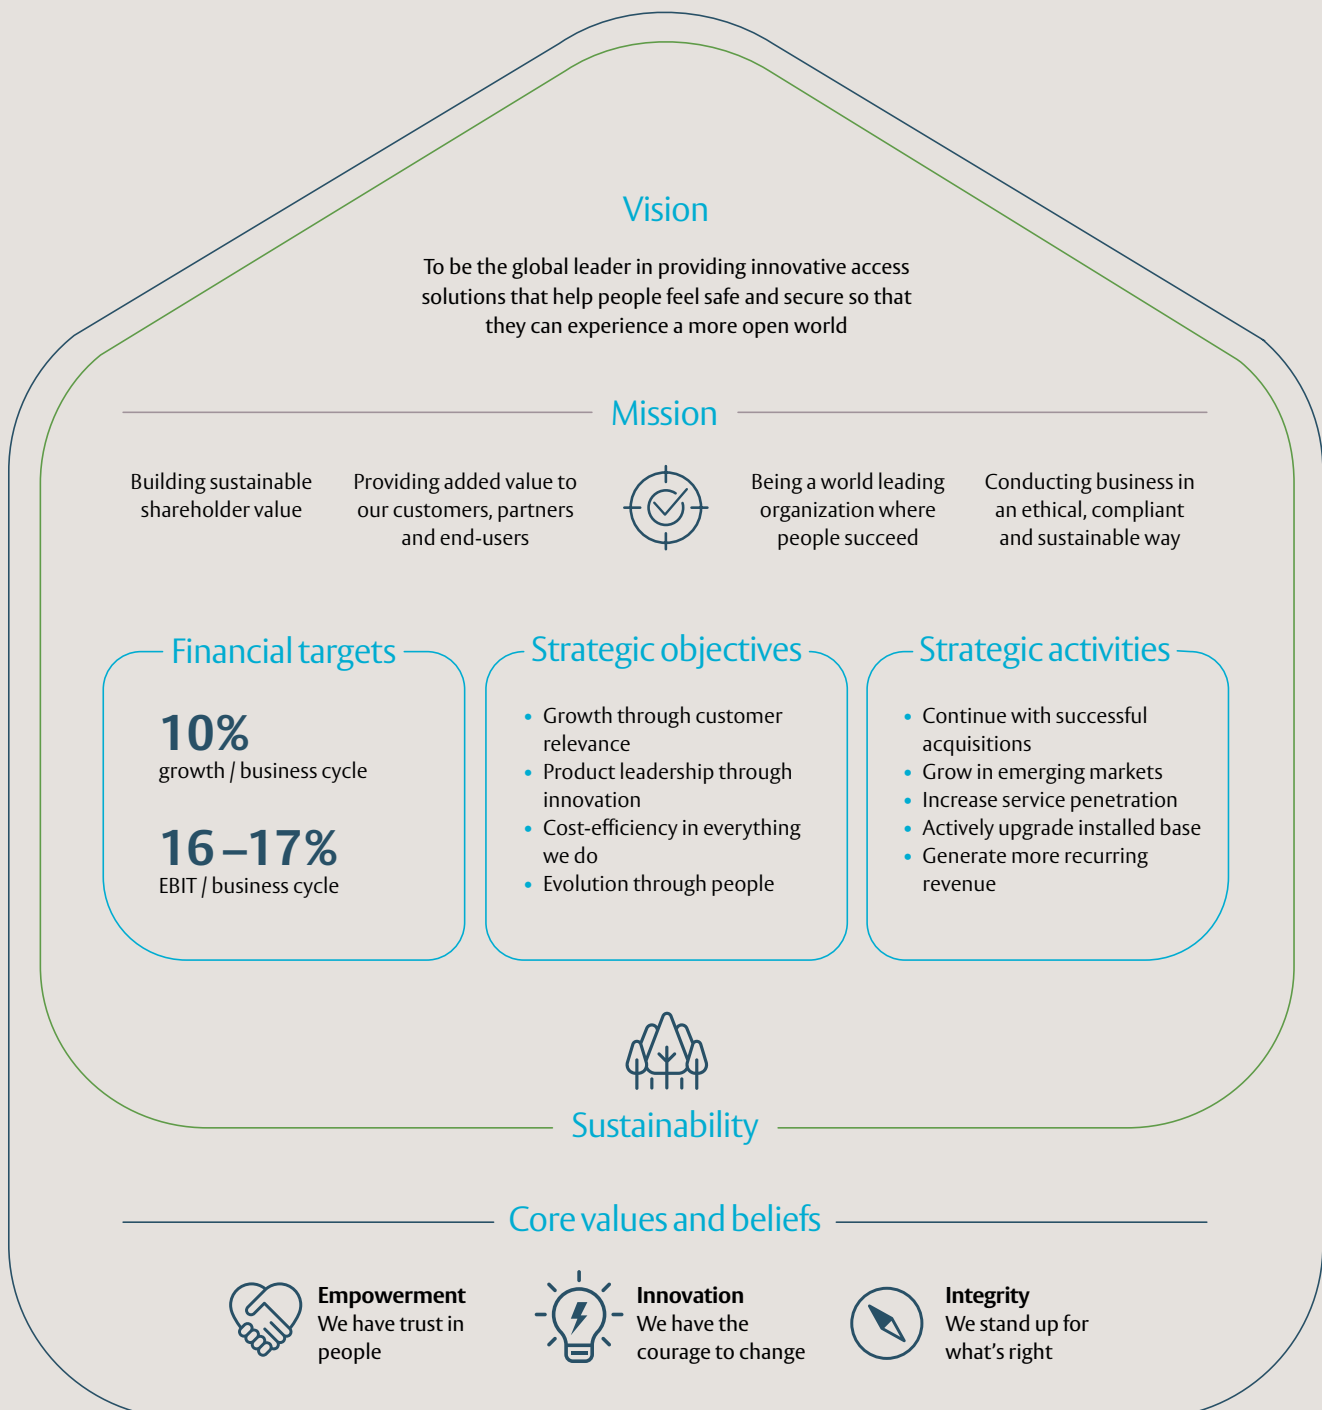 Vision
To be the global leader in providing innovative access
solutions that help people feel safe and secure so that
they can experience a more open world
Mission
Building sustainable
shareholder value
Providing added value to
our customers, partners
and end-users
Being a world leading
organization where
people succeed
Conducting business in
an ethical, compliant
and sustainable way
Financial targets
10%
growth / business cycle
16–17%
EBIT / business cycle
Strategic objectives
• Growth through customer
relevance
• Product leadership through
innovation
• Cost-efficiency in everything
we do
• Evolution through people
Strategic activities
• Continue with successful
acquisitions
• Grow in emerging markets
• Increase service penetration
• Actively upgrade installed base
• Generate more recurring
revenue
Sustainability
Core values and beliefs
Empowerment
We have trust in
people
Innovation
We have the
courage to change
Integrity
We stand up for
what's right